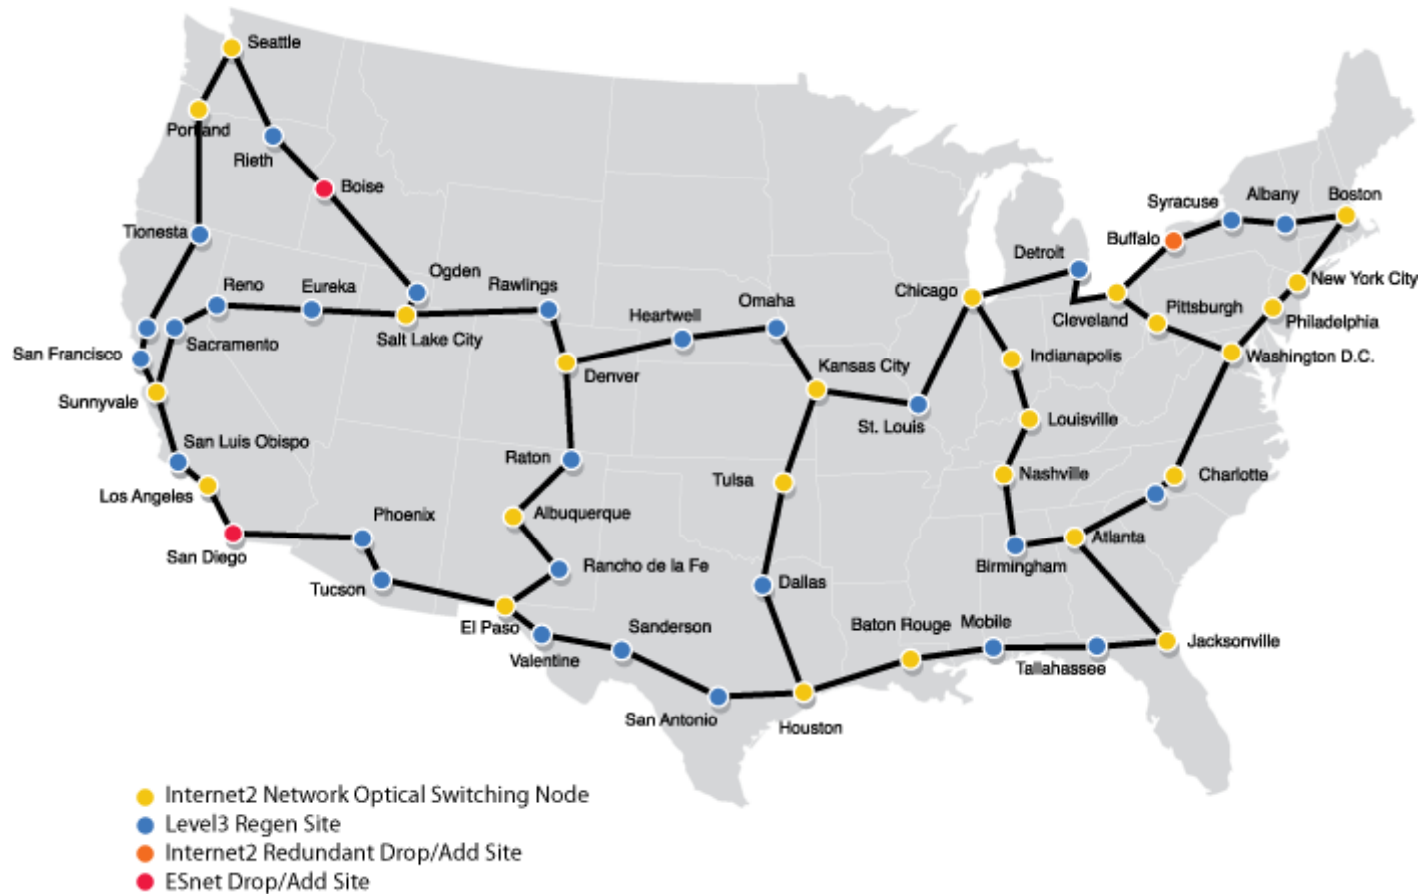 Seattle
Portland
Rieth
Boise
Tionesta
Ogden
Reno
Eureka
Rawlings
Salt Lake City
Sacramento
San Francisco
Sunnyvale
San Luis Obispo
Los Angeles
San Diego
Phoenix
Tucson
El Paso
Valentine
Sanderson
San Antonio
Houston
Denver
Heartwell
Omaha
Kansas City
St. Louis
Raton
Albuquerque
Rancho de la Fe
Tulsa
Dallas
Baton Rouge
Mobile
Tallahassee
Jacksonville
Chicago
Detroit
Cleveland
Buffalo
Syracuse
Albany
Boston
New York City
Philadelphia
Pittsburgh
Washington D.C.
Indianapolis
Louisville
Nashville
Birmingham
Atlanta
Charlotte
Internet2 Network Optical Switching Node
Level3 Regen Site
Internet2 Redundant Drop/Add Site
ESnet Drop/Add Site